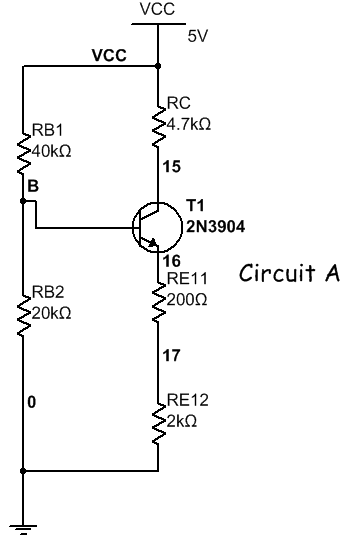 VCC
5V
VCC
RC
4.7kΩ
RB1
40kΩ
15
B
T1
2N3904
16
Circuit A
RE11
200Ω
RB2
20kΩ
17
0
RE12
2kΩ